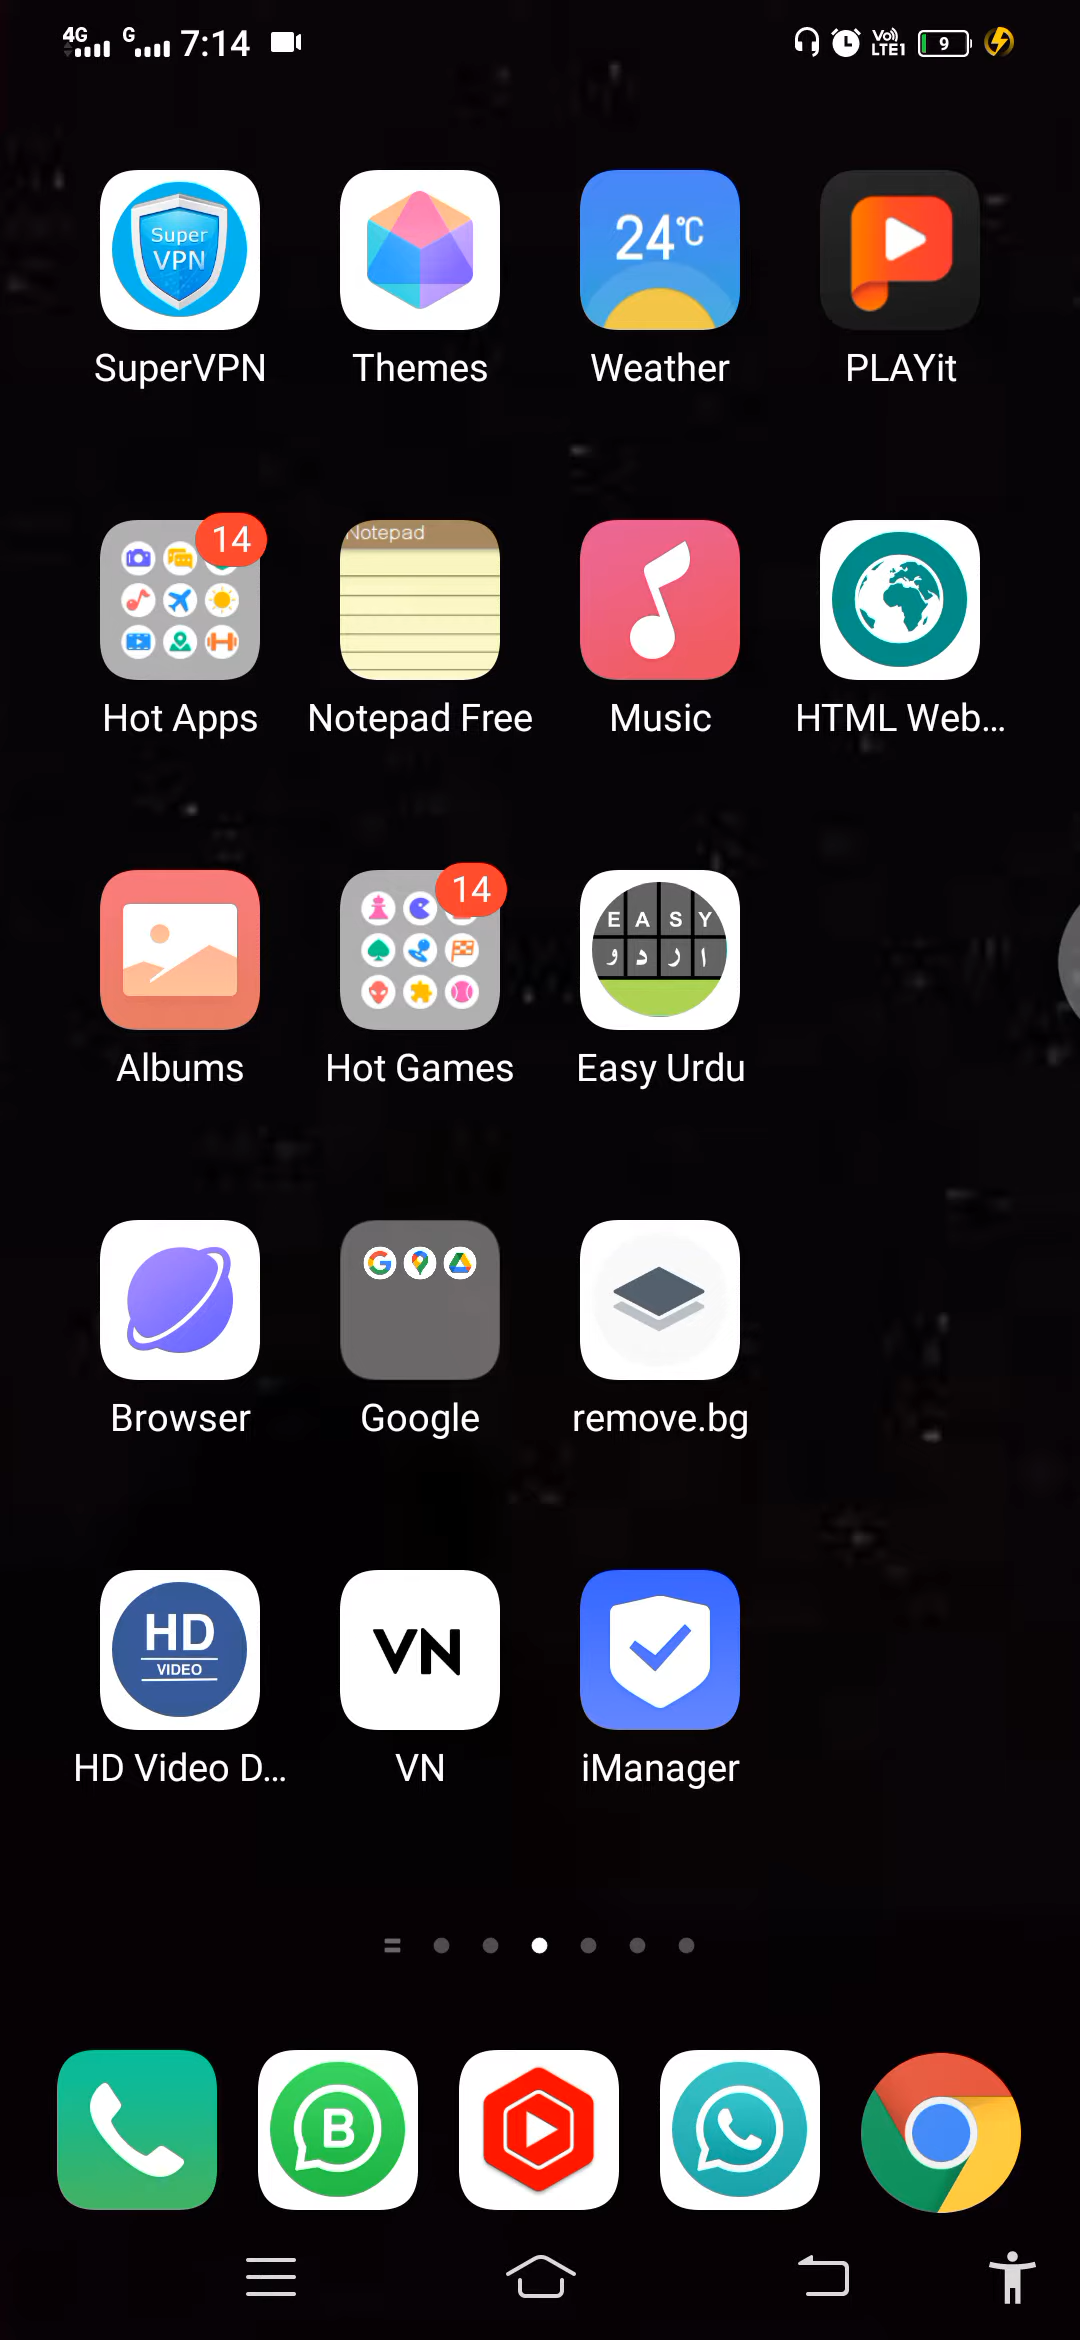 4G G 7:14 Vo) LTE1 9
Super
VPN
24°C
SuperVPN Themes Weather PLAYit
14
Notepad
Hot Apps Notepad Free Music HTML Web...
14
E A S Y
و د ر ا
Albums Hot Games Easy Urdu
Browser Google remove.bg
HD
VIDEO
VN
HD Video D... VN iManager
B